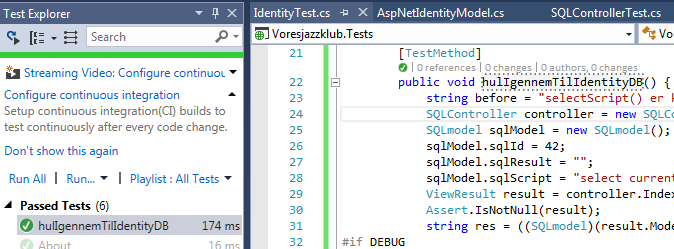 Test Explorer
Search
Streaming Video: Configure continuou
Configure continuous integration
Setup continuous integration(CI) builds to
test continuously after every code change.
Don't show this again
Run All | Run... | Playlist : All Tests
Passed Tests (6)
hulIgennemTilIdentityDB 174 ms
About 16 ms
IdentityTest.cs AspNetIdentityModel.cs SQLControllerTest.cs
Voresjazzklub.Tests Vo
21 [TestMethod]
0 references | 0 changes | 0 authors, 0 changes
22 public void hulIgennemTilIdentityDB() {
23 string before = "selectScript() er k
24 SQLController controller = new SQLCo
25 SQLmodel sqlModel = new SQLmodel();
26 sqlModel.sqlId = 42;
27 sqlModel.sqlResult = "";
28 sqlModel.sqlScript = "select current
29 ViewResult result = controller.Index
30 Assert.IsNotNull(result);
31 string res = ((SQLmodel)(result.Mode
32 #if DEBUG